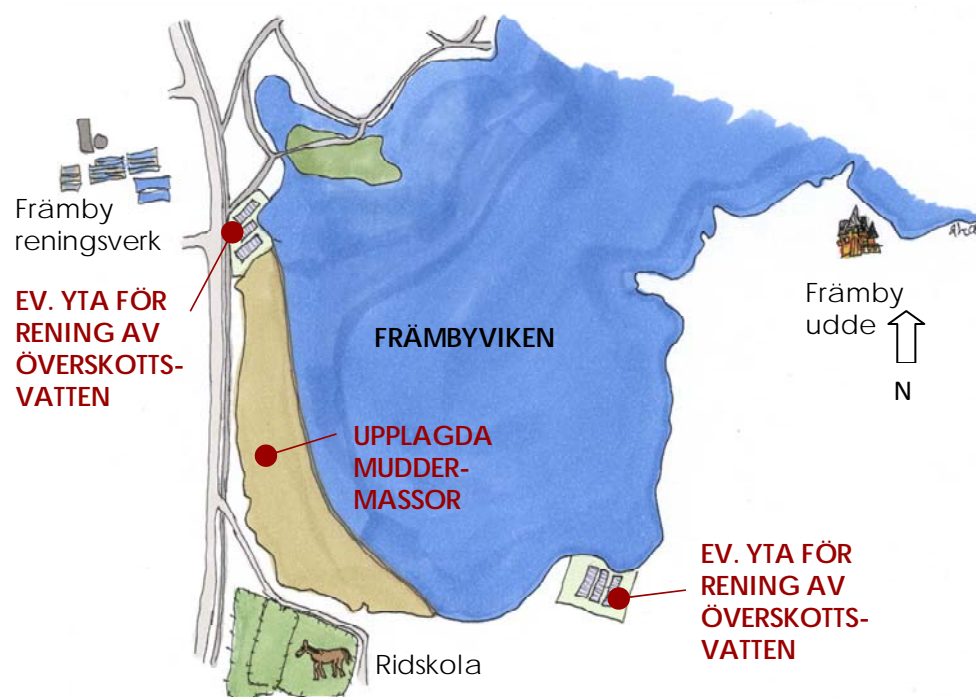 Främby
reningsverk
EV. YTA FÖR
RENING AV
ÖVERSKOTTS-
VATTEN
FRÄMBYVIKEN
Främby
udde
N
UPPLAGDA
MUDDER-
MASSOR
EV. YTA FÖR
RENING AV
ÖVERSKOTTS-
VATTEN
Ridskola